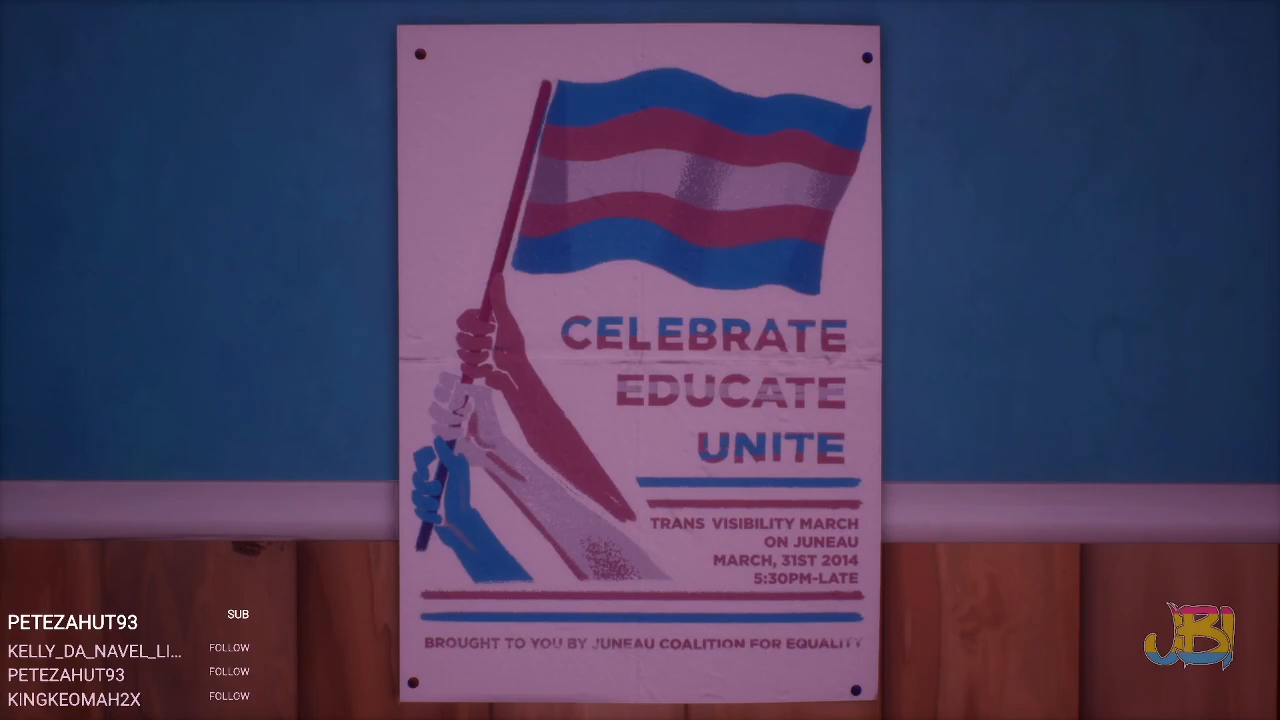 CELEBRATE
EDUCATE
UNITE
TRANS VISIBILITY MARCH
ON JUNEAU
MARCH, 31ST 2014
5:30PM-LATE
BROUGHT TO YOU BY JUNEAU COALITION FOR EQUALITY
PETEZAHUT93 SUB
KELLY_DA_NAVEL_LI... FOLLOW
PETEZAHUT93 FOLLOW
KINGKEOMAH2X FOLLOW
JBI